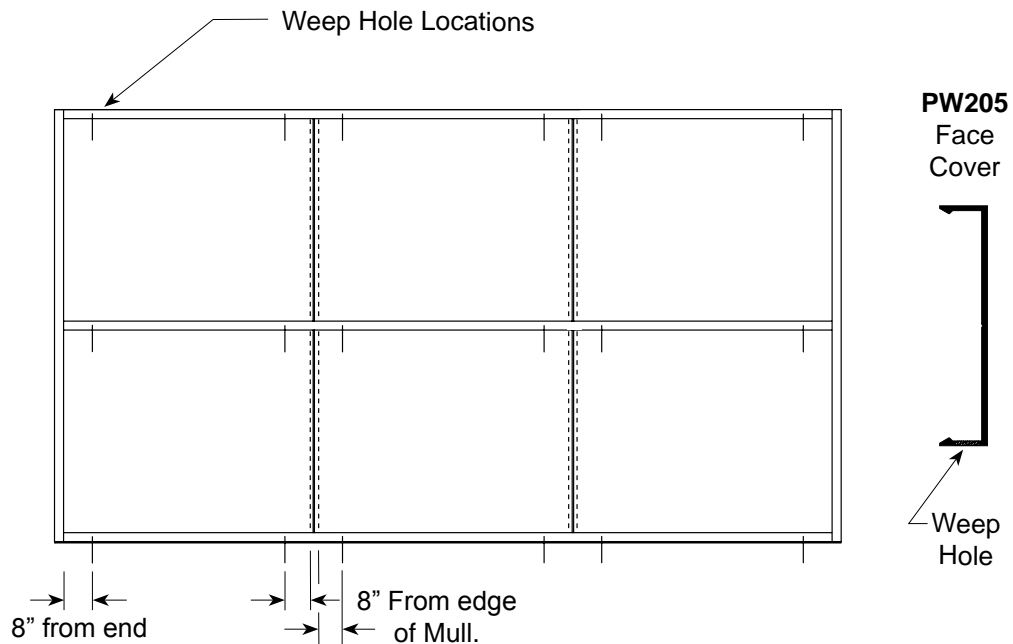 Weep Hole Locations
PW205
Face
Cover
Weep
Hole
8” from end
8” From edge
of Mull.